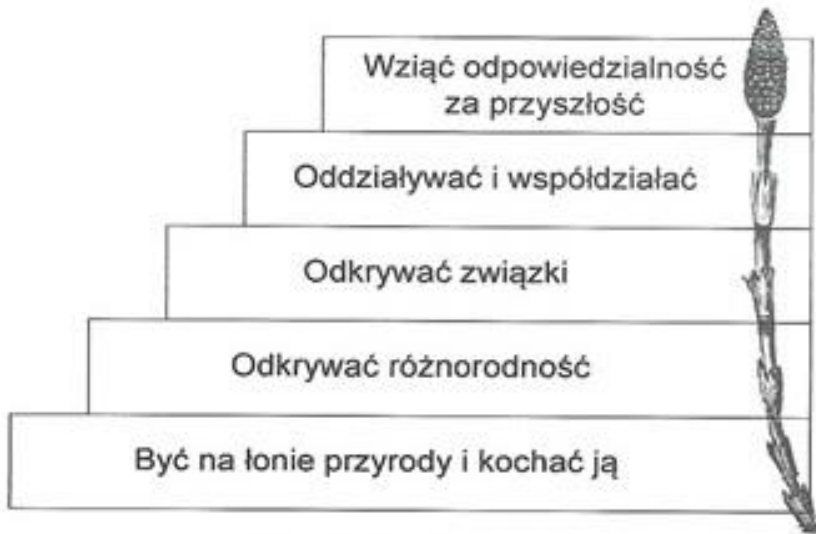 Wziąć odpowiedzialność
za przyszłość
Oddziaływać i współdziałać
Odkrywać związki
Odkrywać różnorodność
Być na łonie przyrody i kochać ją